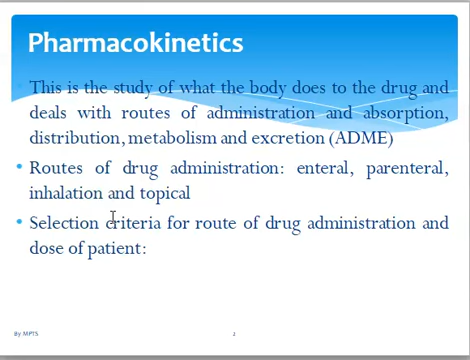 Pharmacokinetics
This is the study of what the body does to the drug and
deals with routes of administration and absorption,
distribution, metabolism and excretion (ADME)
• Routes of drug administration: enteral, parenteral,
inhalation and topical
• Selection criteria for route of drug administration and
dose of patient:
By MPTS
2